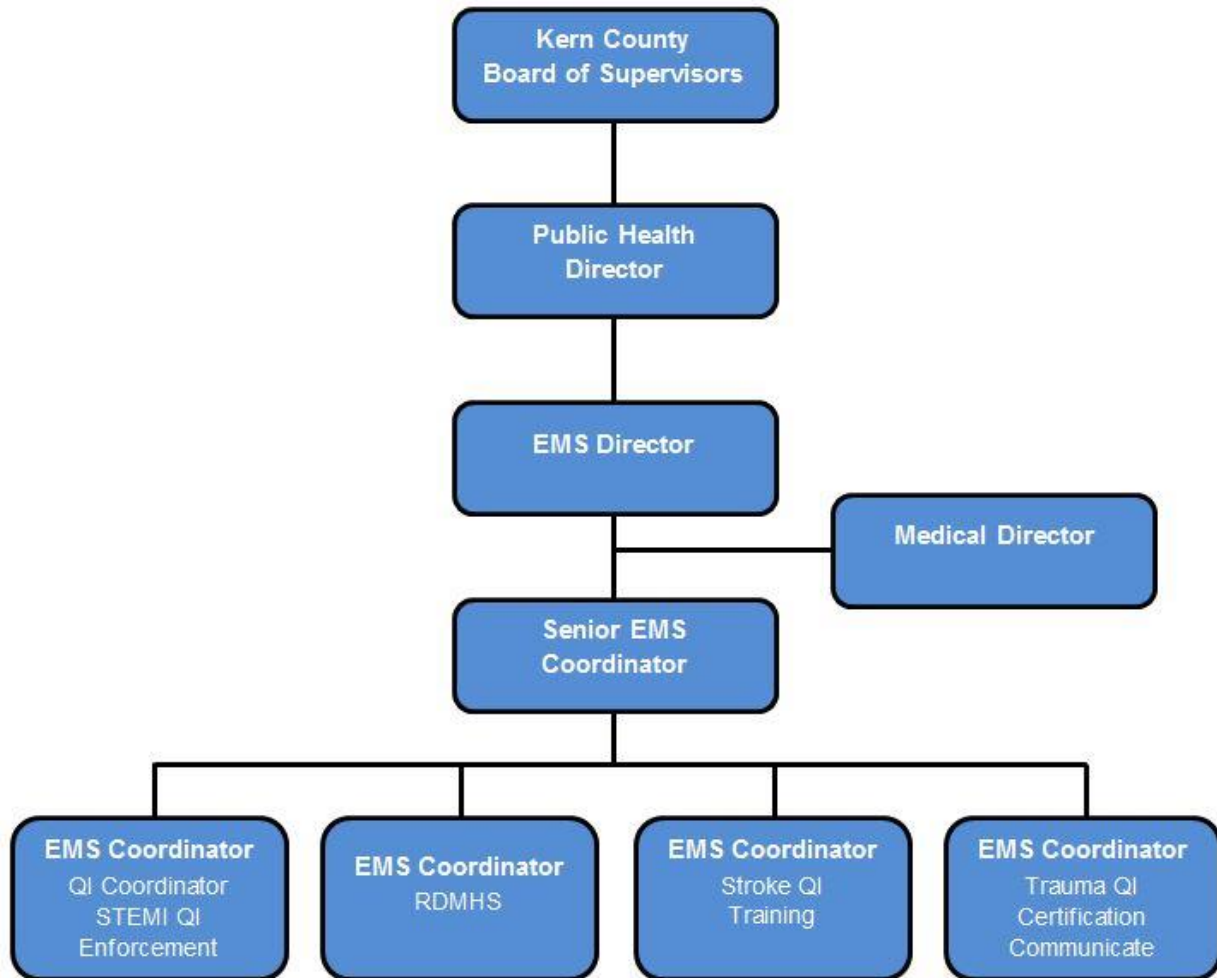 Kern County
Board of Supervisors
Public Health
Director
EMS Director
Medical Director
Senior EMS
Coordinator
EMS Coordinator
QI Coordinator
STEMI QI
Enforcement
EMS Coordinator
RDMHS
EMS Coordinator
Stroke QI
Training
EMS Coordinator
Trauma QI
Certification
Communicate